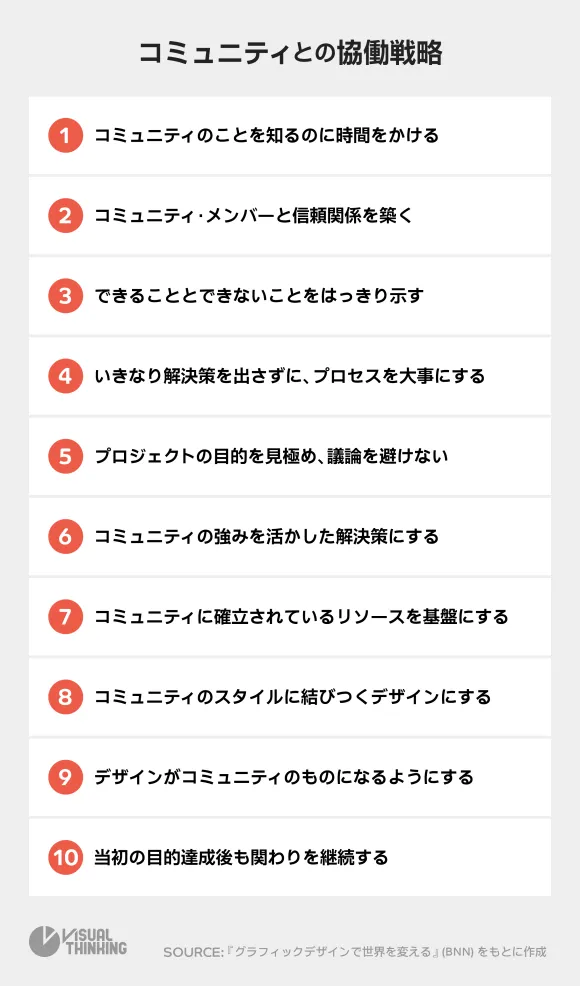 コミュニティとの協働戦略
1 コミュニティのことを知るのに時間をかける
2 コミュニティ・メンバーと信頼関係を築く
3 できることとできないことをはっきり示す
4 いきなり解決策を出さずに、プロセスを大事にする
5 プロジェクトの目的を見極め、議論を避けない
6 コミュニティの強みを活かした解決策にする
7 コミュニティに確立されているリソースを基盤にする
8 コミュニティのスタイルに結びつくデザインにする
9 デザインがコミュニティのものになるようにする
10 当初の目的達成後も関わりを継続する
VISUAL
THINKING
SOURCE:『グラフィックデザインで世界を変える』(BNN) をもとに作成